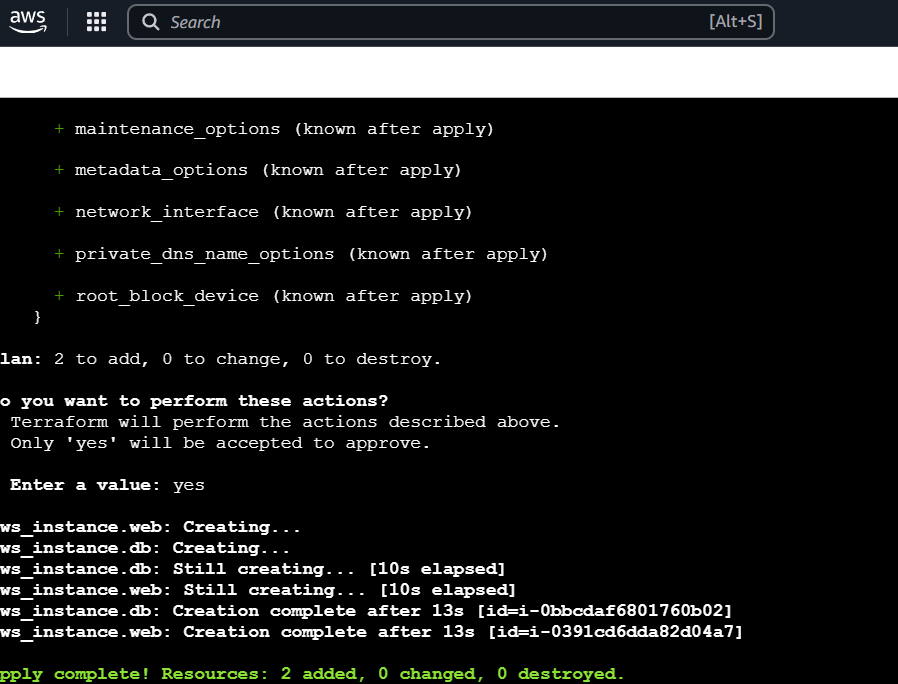 aws
Search [Alt+S]
+ maintenance_options (known after apply)
+ metadata_options (known after apply)
+ network_interface (known after apply)
+ private_dns_name_options (known after apply)
+ root_block_device (known after apply)
}
lan: 2 to add, 0 to change, 0 to destroy.
o you want to perform these actions?
Terraform will perform the actions described above.
Only 'yes' will be accepted to approve.
Enter a value: yes
ws_instance.web: Creating...
ws_instance.db: Creating...
ws_instance.db: Still creating... [10s elapsed]
ws_instance.web: Still creating... [10s elapsed]
ws_instance.db: Creation complete after 13s [id=i-0bbcdaf6801760b02]
ws_instance.web: Creation complete after 13s [id=i-0391cd6dda82d04a7]
pply complete! Resources: 2 added, 0 changed, 0 destroyed.